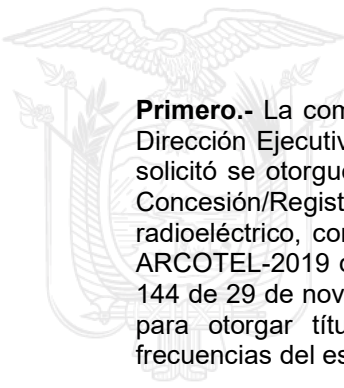 Primero.- La com
Dirección Ejecutiv
solicitó se otorgue
Concesión/Regist
radioeléctrico, con
ARCOTEL-2019 
144 de 29 de nov
para otorgar títu
frecuencias del es